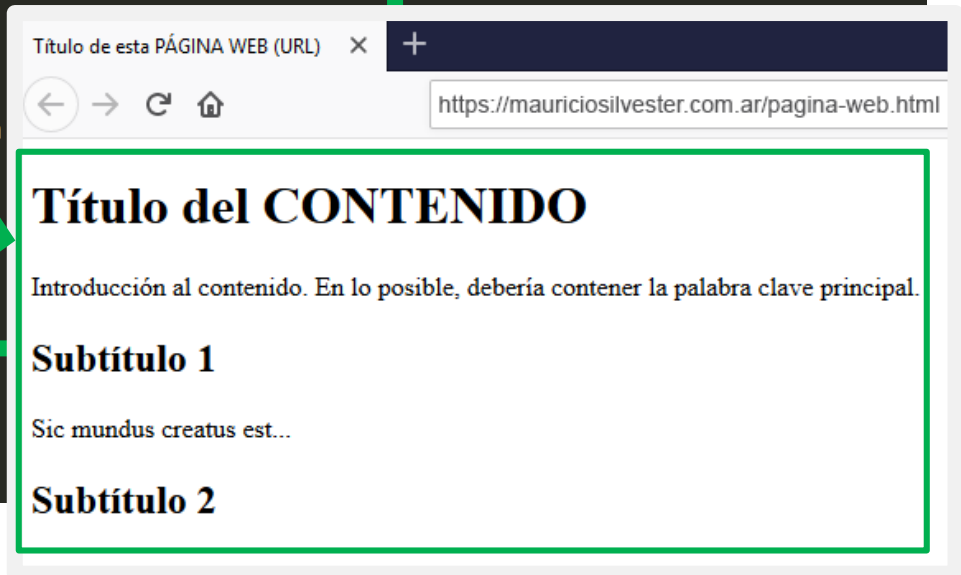 Título de esta PÁGINA WEB (URL)
https://mauriciosilvester.com.ar/pagina-web.html
Título del CONTENIDO
Introducción al contenido. En lo posible, debería contener la palabra clave principal.
Subtítulo 1
Sic mundus creatus est...
Subtítulo 2